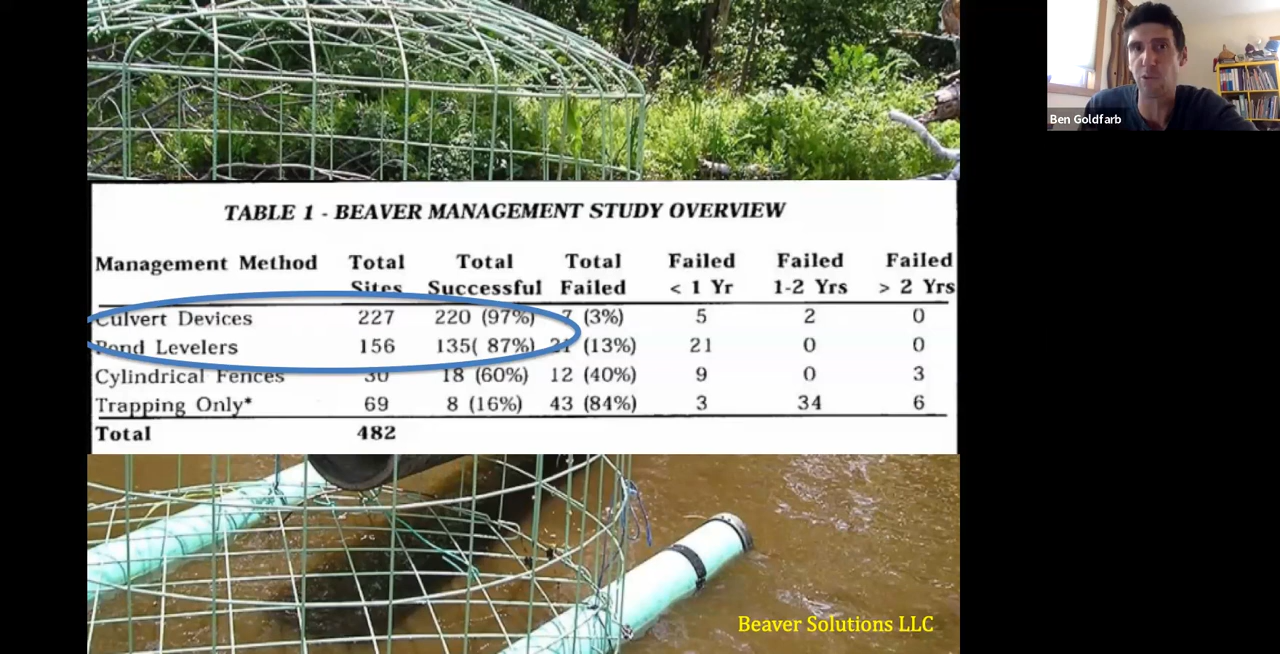 Ben Goldfarb
TABLE 1 - BEAVER MANAGEMENT STUDY OVERVIEW
Management Method Total Sites Total Successful Total Failed Failed < 1 Yr Failed 1-2 Yrs Failed > 2 Yrs
Culvert Devices 227 220 (97%) 7 (3%) 5 2 0
Pond Levelers 156 135( 87%) 21 (13%) 21 0 0
Cylindrical Fences 30 18 (60%) 12 (40%) 9 0 3
Trapping Only* 69 8 (16%) 43 (84%) 3 34 6
Total 482
Beaver Solutions LLC